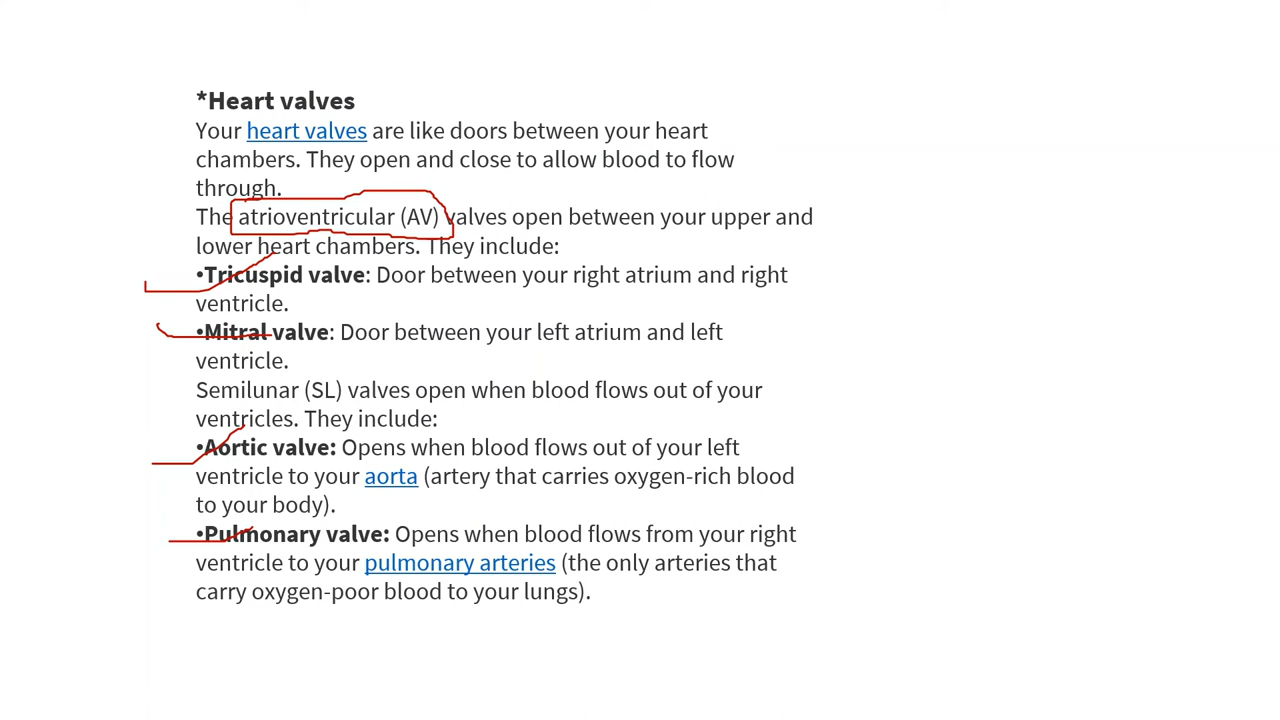 *Heart valves
Your heart valves are like doors between your heart
chambers. They open and close to allow blood to flow
through.
The atrioventricular (AV) valves open between your upper and
lower heart chambers. They include:
•Tricuspid valve: Door between your right atrium and right
ventricle.
•Mitral valve: Door between your left atrium and left
ventricle.
Semilunar (SL) valves open when blood flows out of your
ventricles. They include:
•Aortic valve: Opens when blood flows out of your left
ventricle to your aorta (artery that carries oxygen-rich blood
to your body).
•Pulmonary valve: Opens when blood flows from your right
ventricle to your pulmonary arteries (the only arteries that
carry oxygen-poor blood to your lungs).